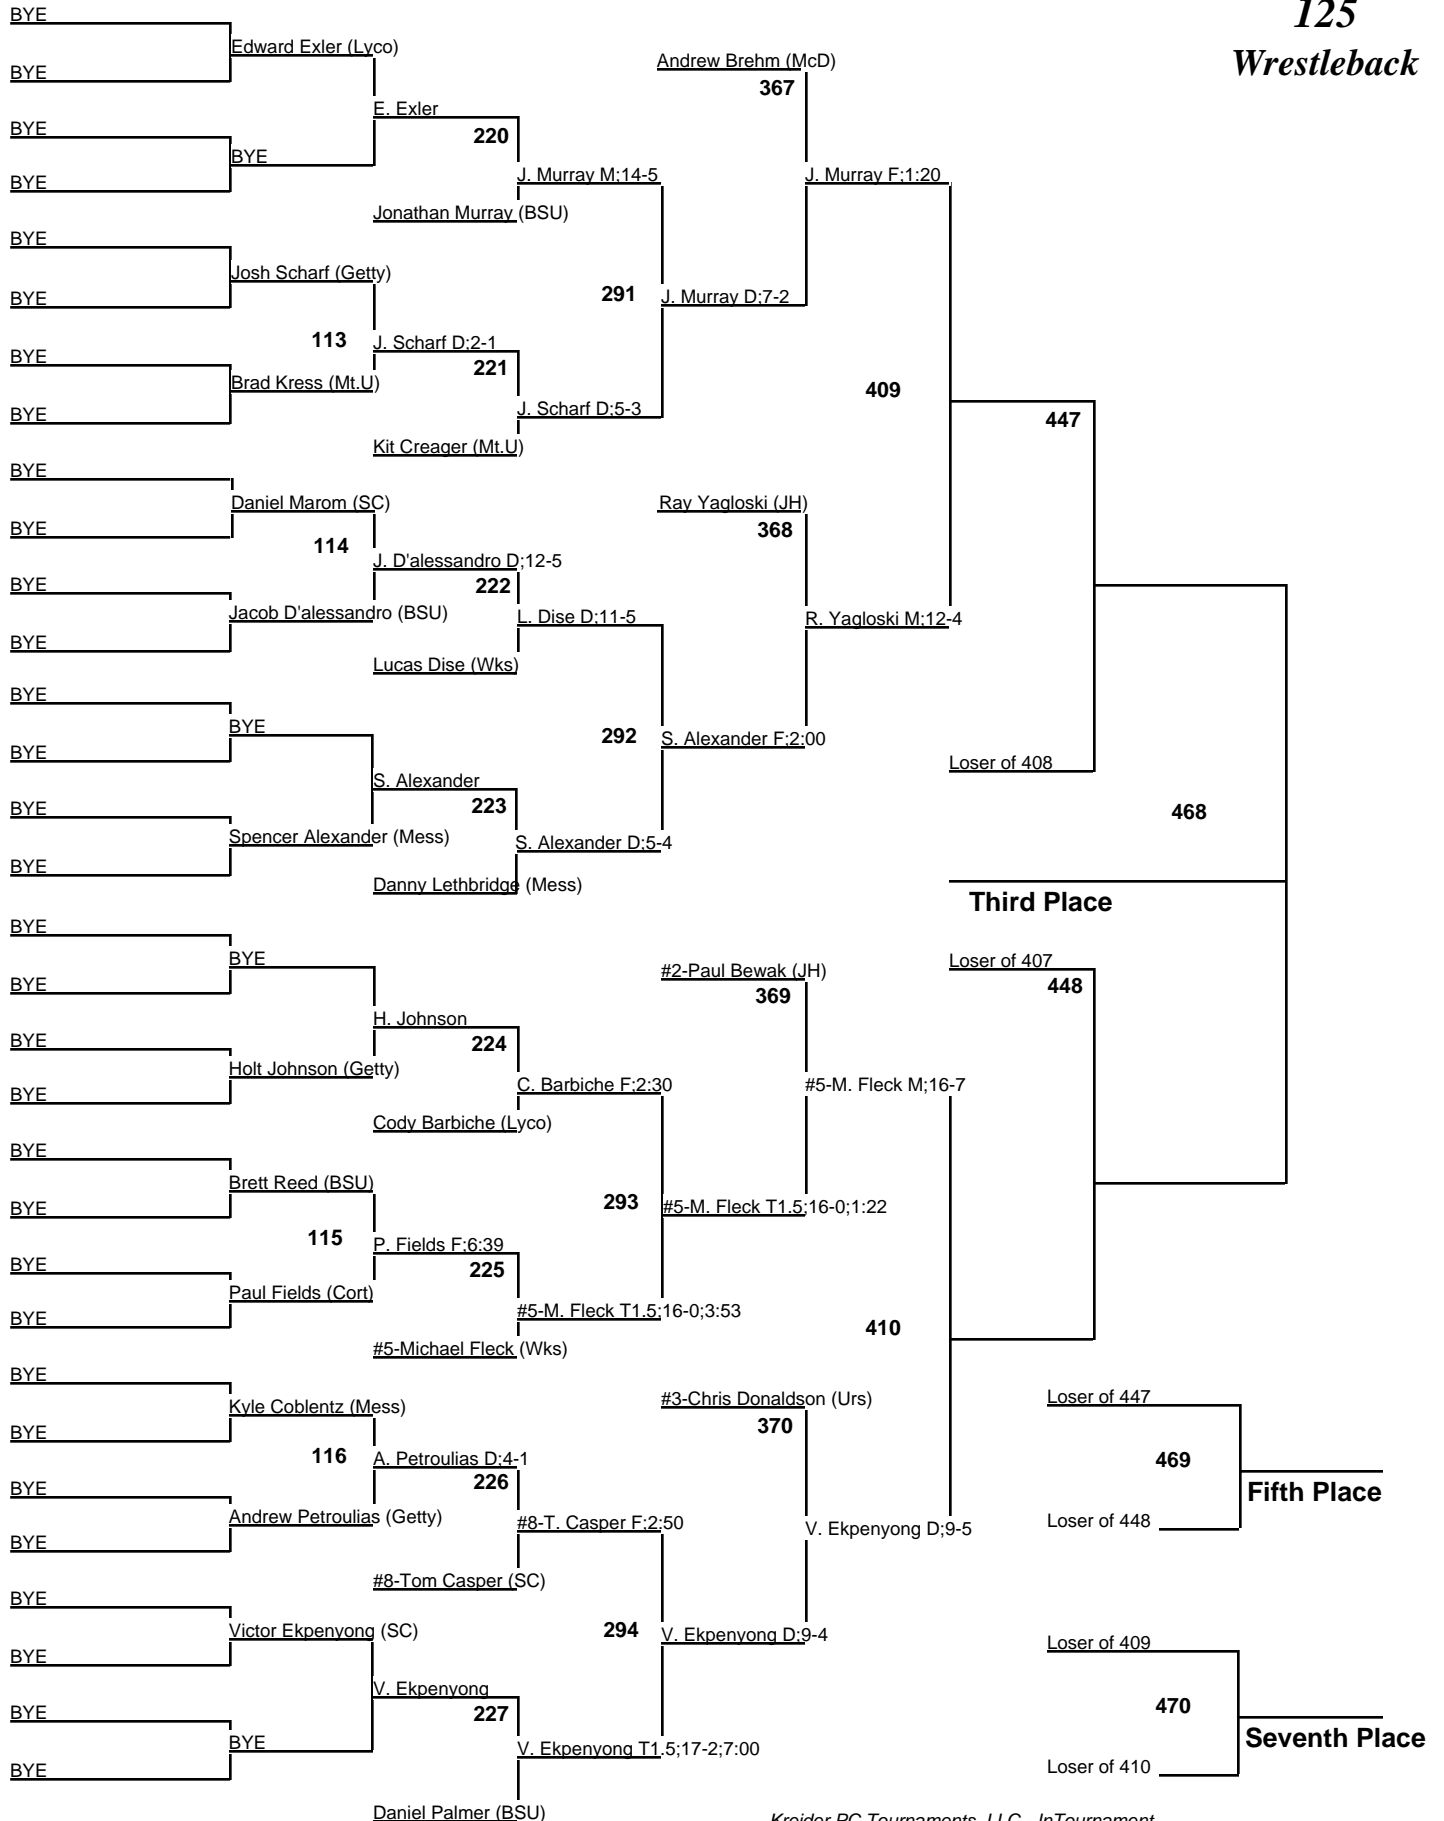 125
Wrestleback
BYE
Edward Exler (Lyco)
BYE
Andrew Brehm (McD)
367
E. Exler
220
BYE
BYE
BYE
J. Murray M;14-5
J. Murray F;1:20
Jonathan Murray (BSU)
BYE
Josh Scharf (Getty)
BYE
291
J. Murray D;7-2
113
J. Scharf D;2-1
BYE
221
Brad Kress (Mt.U)
409
BYE
J. Scharf D;5-3
447
Kit Creager (Mt.U)
BYE
Daniel Marom (SC)
Ray Yagloski (JH)
BYE
368
114
J. D'alessandro D;12-5
BYE
222
Jacob D'alessandro (BSU)
L. Dise D;11-5
R. Yagloski M;12-4
BYE
Lucas Dise (Wks)
BYE
BYE
292
S. Alexander F;2:00
BYE
Loser of 408
S. Alexander
223
BYE
468
Spencer Alexander (Mess)
S. Alexander D;5-4
BYE
Danny Lethbridge (Mess)
Third Place
BYE
BYE
#2-Paul Bewak (JH)
Loser of 407
BYE
369
448
H. Johnson
BYE
224
Holt Johnson (Getty)
C. Barbiche F;2:30
#5-M. Fleck M;16-7
BYE
Cody Barbiche (Lyco)
BYE
Brett Reed (BSU)
BYE
293
#5-M. Fleck T1.5;16-0;1:22
115
P. Fields F;6:39
BYE
225
Paul Fields (Cort)
BYE
#5-M. Fleck T1.5;16-0;3:53
410
#5-Michael Fleck (Wks)
BYE
Kyle Coblentz (Mess)
#3-Chris Donaldson (Urs)
Loser of 447
BYE
370
116
A. Petroulias D;4-1
469
BYE
226
Fifth Place
Andrew Petroulias (Getty)
#8-T. Casper F;2:50
V. Ekpenyong D;9-5
Loser of 448
BYE
#8-Tom Casper (SC)
BYE
Victor Ekpenyong (SC)
294
V. Ekpenyong D;9-4
Loser of 409
BYE
V. Ekpenyong
BYE
227
470
BYE
V. Ekpenyong T1.5;17-2;7:00
Seventh Place
BYE
Loser of 410
Daniel Palmer (BSU)
Kreider PC Tournaments, LLC - InTournament